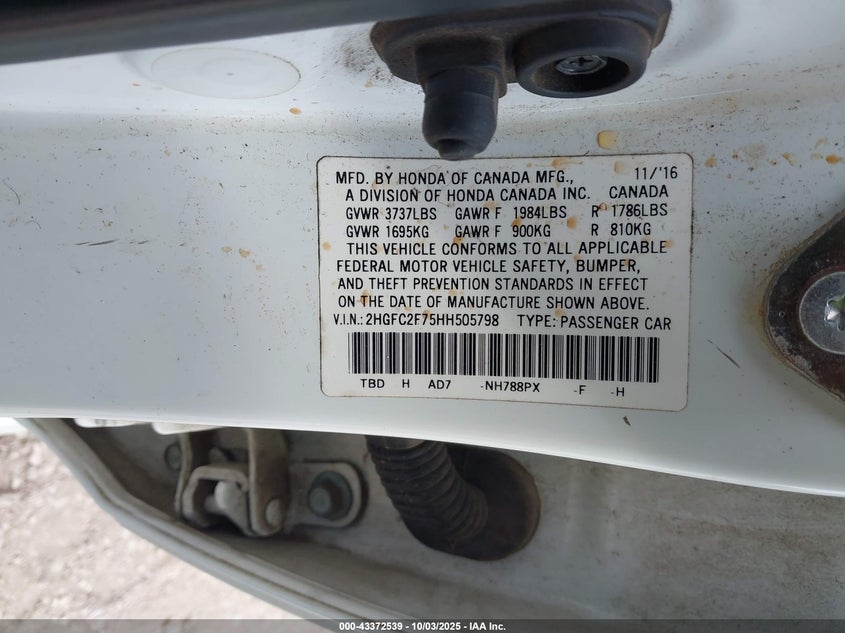 MFD. BY HONDA OF CANADA MFG., 11/'16
A DIVISION OF HONDA CANADA INC. CANADA
GVWR 3737LBS GAWR F 1984LBS R 1786LBS
GVWR 1695KG GAWR F 900KG R 810KG
THIS VEHICLE CONFORMS TO ALL APPLICABLE
FEDERAL MOTOR VEHICLE SAFETY, BUMPER,
AND THEFT PREVENTION STANDARDS IN EFFECT
ON THE DATE OF MANUFACTURE SHOWN ABOVE.
V.I.N.: 2HGFC2F75HH505798 TYPE: PASSENGER CAR
TBD H AD7 -NH788PX -F -H
000-43372539 - 10/03/2025 - IAA Inc.